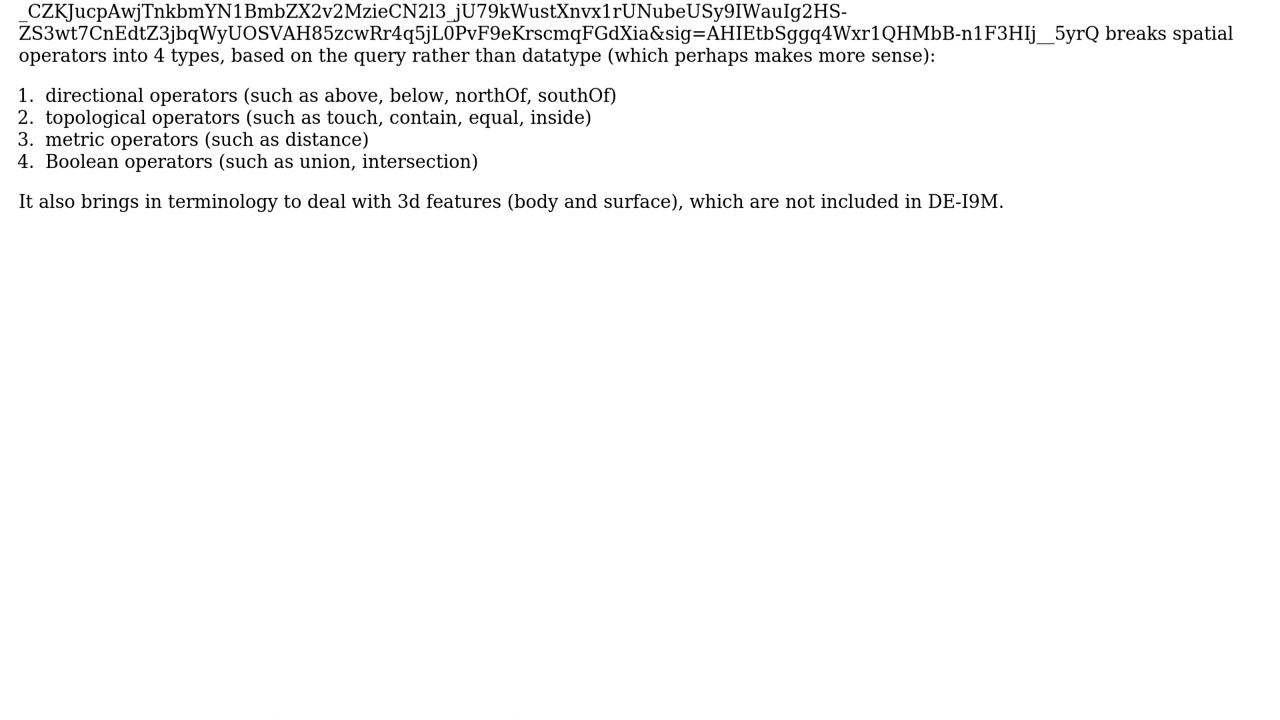 _CZKJucpAwjTnkbmYN1BmbZX2v2MzieCN2l3_jU79kWustXnvx1rUNubeUSy9IWauIg2HS-
ZS3wt7CnEdtZ3jbqWyUOSVAH85zcwRr4q5jL0PvF9eKrscmqFGdXia&sig=AHIEtbSggq4Wxr1QHMbB-n1F3HIj__5yrQ breaks spatial
operators into 4 types, based on the query rather than datatype (which perhaps makes more sense):
1. directional operators (such as above, below, northOf, southOf)
2. topological operators (such as touch, contain, equal, inside)
3. metric operators (such as distance)
4. Boolean operators (such as union, intersection)
It also brings in terminology to deal with 3d features (body and surface), which are not included in DE-I9M.